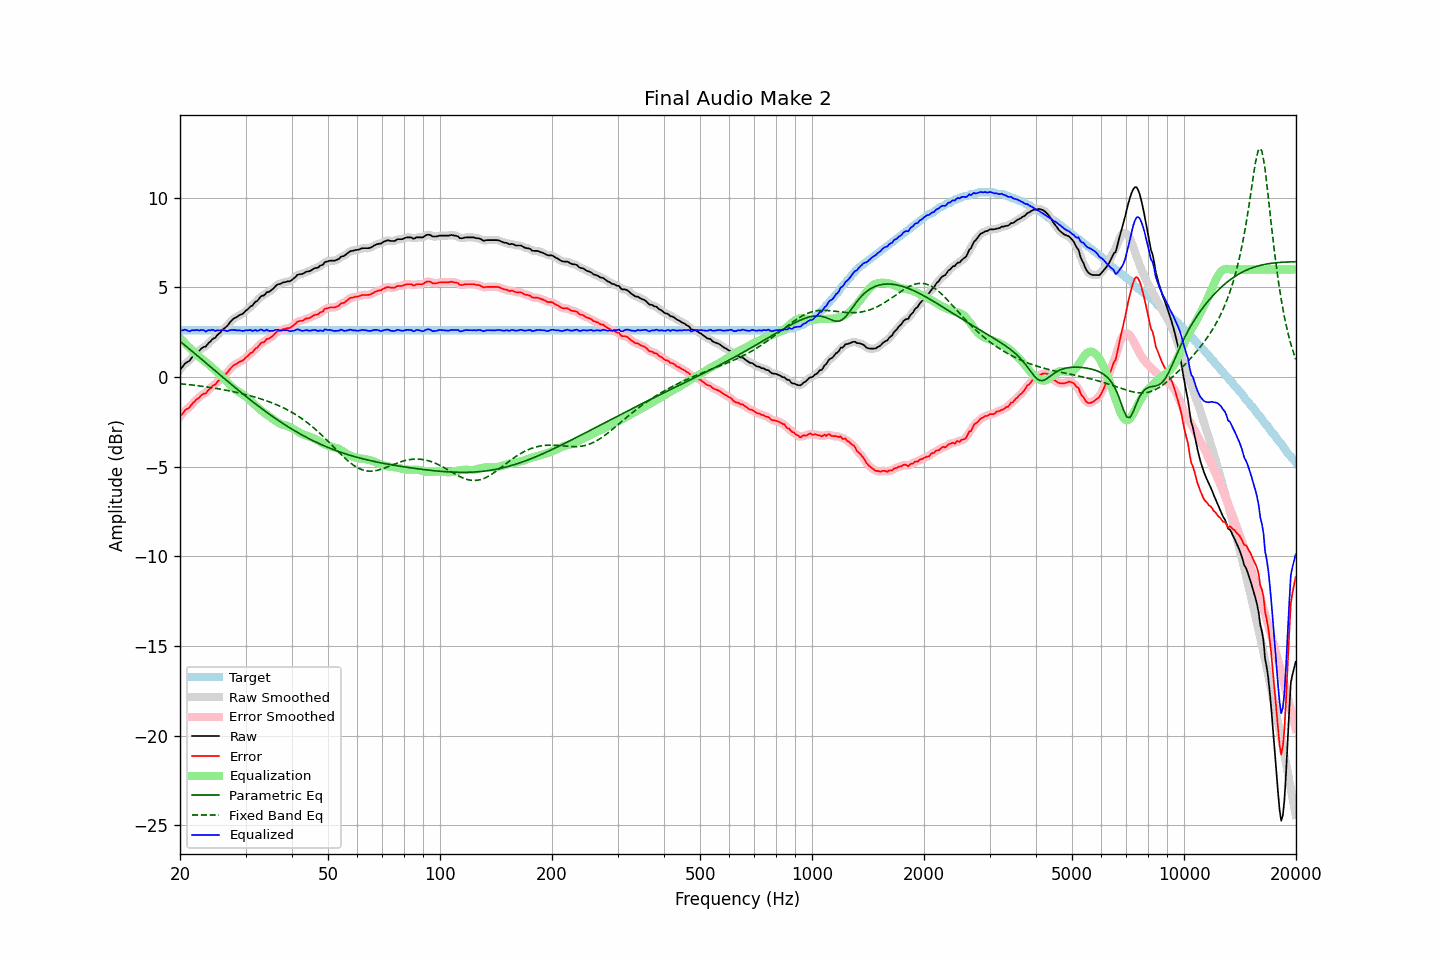 Final Audio Make 2
Amplitude (dBr)
10
5
0
−5
−10
−15
−20
−25
Target
Raw Smoothed
Error Smoothed
Raw
Error
Equalization
Parametric Eq
Fixed Band Eq
Equalized
20
50
100
200
500
1000
2000
5000
10000
20000
Frequency (Hz)